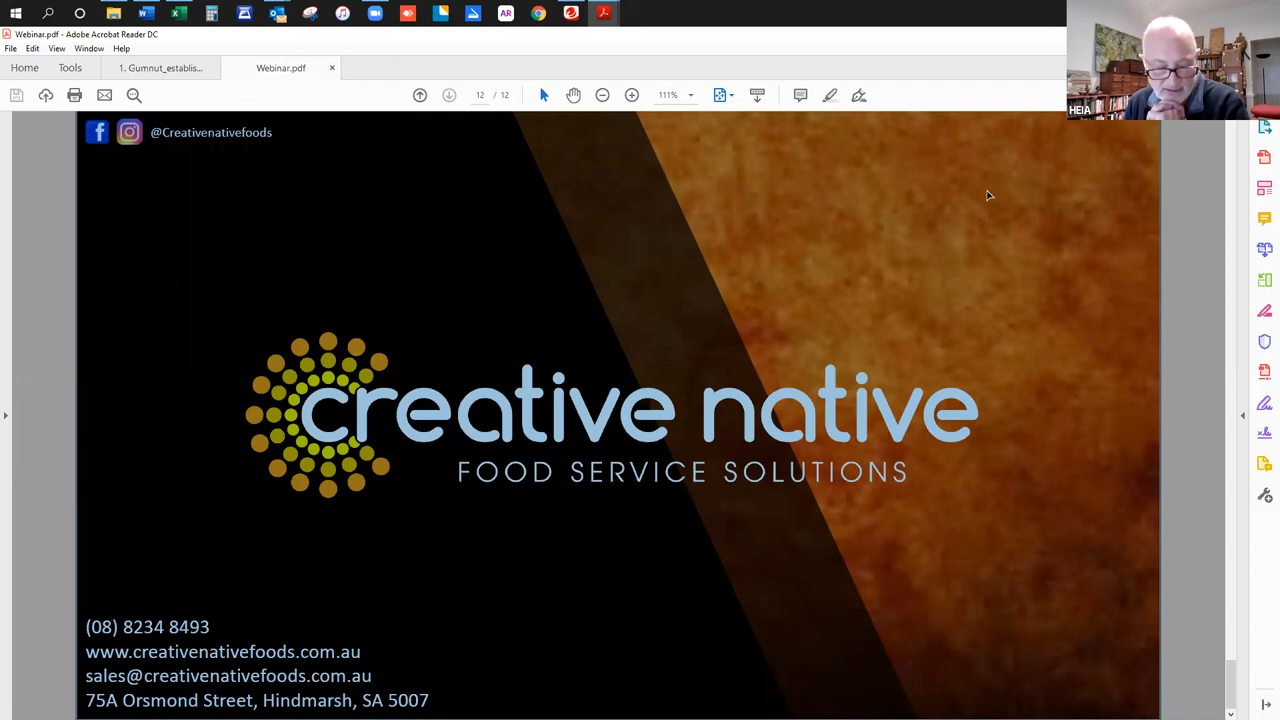 Webinar.pdf - Adobe Acrobat Reader DC
File Edit View Window Help
Home Tools 1. Gumnut_establis... Webinar.pdf ×
12 / 12 111%
HEIA
@Creativenativefoods
creative native
FOOD SERVICE SOLUTIONS
(08) 8234 8493
www.creativenativefoods.com.au
sales@creativenativefoods.com.au
75A Orsmond Street, Hindmarsh, SA 5007